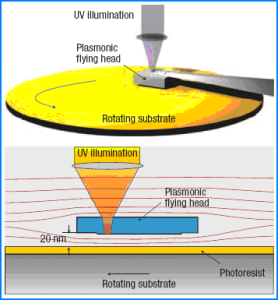 UV illumination
Plasmonic
flying head
Rotating substrate
UV illumination
Plasmonic
flying head
20 nm
Photoresist
Rotating substrate